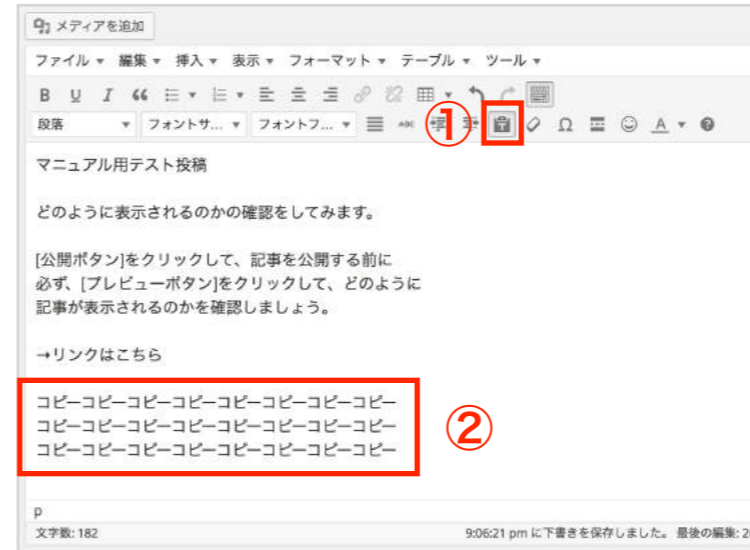 メディアを追加
ファイル 編集 挿入 表示 フォーマット テーブル ツール
B U I
段落 フォントサ... フォントフ... ABC ① T Ω A
マニュアル用テスト投稿
どのように表示されるのかの確認をしてみます。
[公開ボタン]をクリックして、記事を公開する前に
必ず、[プレビューボタン]をクリックして、どのように
記事が表示されるのかを確認しましょう。
→リンクはこちら
コピーコピーコピーコピーコピーコピーコピーコピー
コピーコピーコピーコピーコピーコピーコピーコピー
コピーコピーコピーコピーコピーコピーコピーコピー
②
p
文字数: 182 9:06:21 pm に下書きを保存しました。 最後の編集: 2